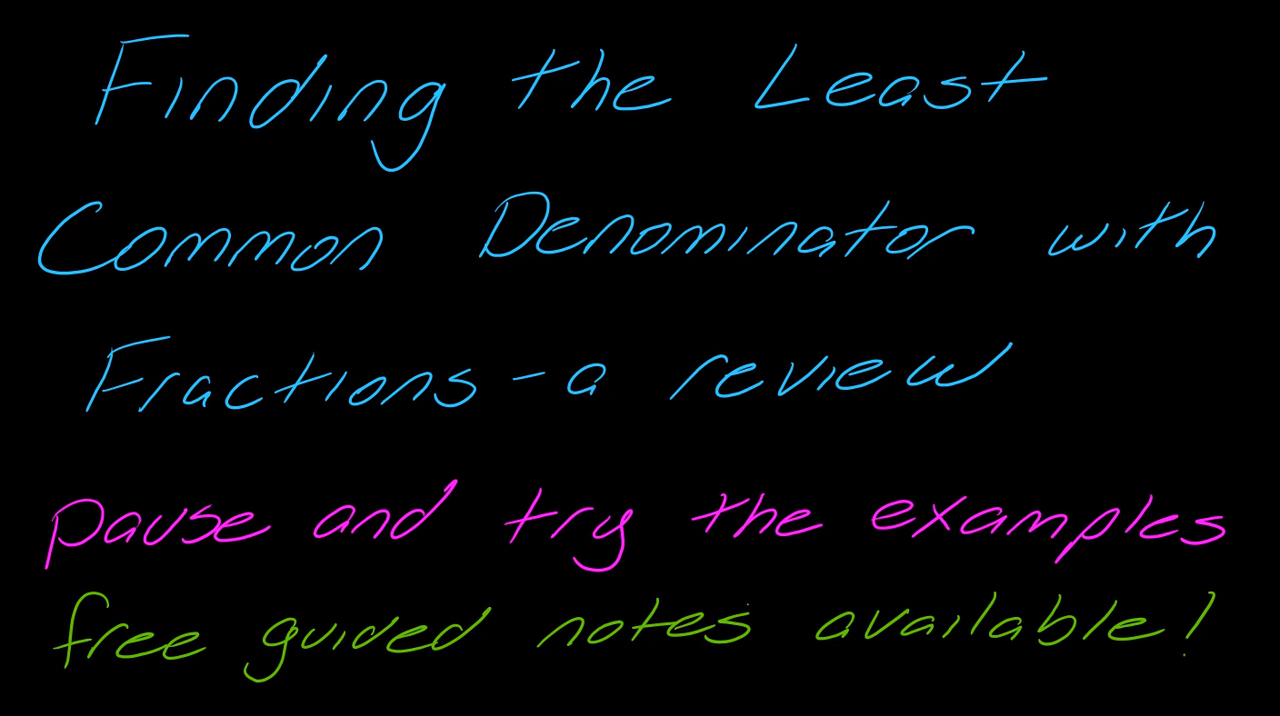 Finding the Least
Common Denominator with
Fractions - a review
pause and try the examples
free guided notes available!